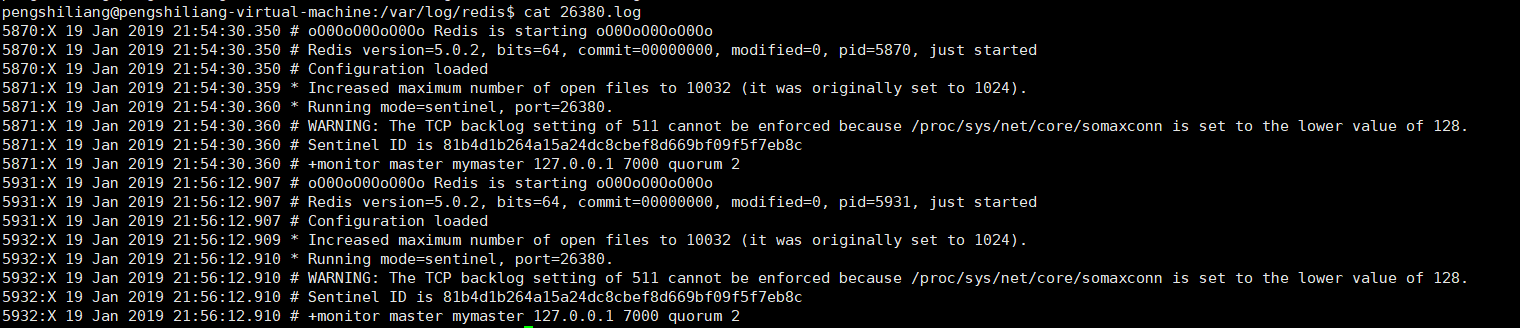 pengshiliang@pengshiliang-virtual-machine:/var/log/redis$ cat 26380.log
5870:X 19 Jan 2019 21:54:30.350 # oO0OoO0OoO0Oo Redis is starting oO0OoO0OoO0Oo
5870:X 19 Jan 2019 21:54:30.350 # Redis version=5.0.2, bits=64, commit=00000000, modified=0, pid=5870, just started
5870:X 19 Jan 2019 21:54:30.350 # Configuration loaded
5871:X 19 Jan 2019 21:54:30.359 * Increased maximum number of open files to 10032 (it was originally set to 1024).
5871:X 19 Jan 2019 21:54:30.360 * Running mode=sentinel, port=26380.
5871:X 19 Jan 2019 21:54:30.360 # WARNING: The TCP backlog setting of 511 cannot be enforced because /proc/sys/net/core/somaxconn is set to the lower value of 128.
5871:X 19 Jan 2019 21:54:30.360 # Sentinel ID is 81b4d1b264a15a24dc8cbef8d669bf09f5f7eb8c
5871:X 19 Jan 2019 21:54:30.360 # +monitor master mymaster 127.0.0.1 7000 quorum 2
5931:X 19 Jan 2019 21:56:12.907 # oO0OoO0OoO0Oo Redis is starting oO0OoO0OoO0Oo
5931:X 19 Jan 2019 21:56:12.907 # Redis version=5.0.2, bits=64, commit=00000000, modified=0, pid=5931, just started
5931:X 19 Jan 2019 21:56:12.907 # Configuration loaded
5932:X 19 Jan 2019 21:56:12.909 * Increased maximum number of open files to 10032 (it was originally set to 1024).
5932:X 19 Jan 2019 21:56:12.910 * Running mode=sentinel, port=26380.
5932:X 19 Jan 2019 21:56:12.910 # WARNING: The TCP backlog setting of 511 cannot be enforced because /proc/sys/net/core/somaxconn is set to the lower value of 128.
5932:X 19 Jan 2019 21:56:12.910 # Sentinel ID is 81b4d1b264a15a24dc8cbef8d669bf09f5f7eb8c
5932:X 19 Jan 2019 21:56:12.910 # +monitor master mymaster 127.0.0.1 7000 quorum 2